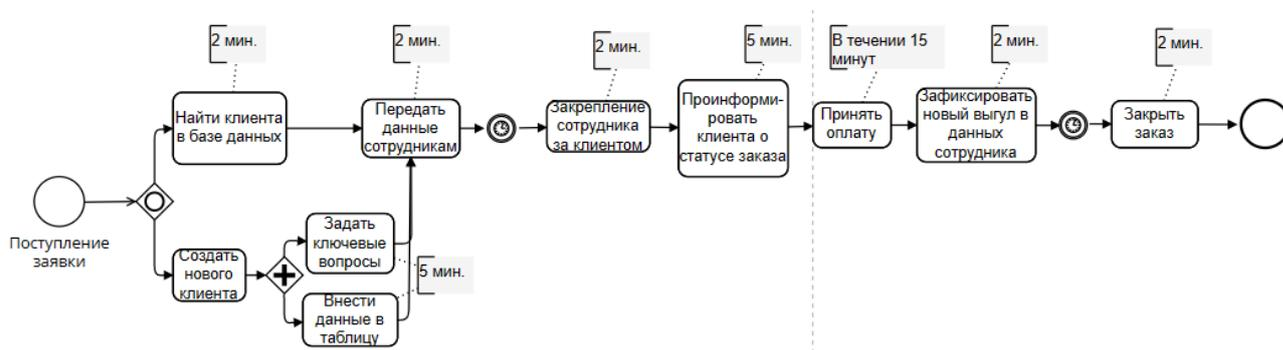 2 мин.
2 мин.
2 мин.
5 мин.
В течении 15
минут
2 мин.
2 мин.
Найти клиента
в базе данных
Передать
данные
сотрудникам
Закрепление
сотрудника
за клиентом
Проинформи-
ровать
клиента о
статусе заказа
Принять
оплату
Зафиксировать
новый выгул в
данных
сотрудника
Закрыть
заказ
Поступление
заявки
Создать
нового
клиента
Задать
ключевые
вопросы
5 мин.
Внести
данные в
таблицу